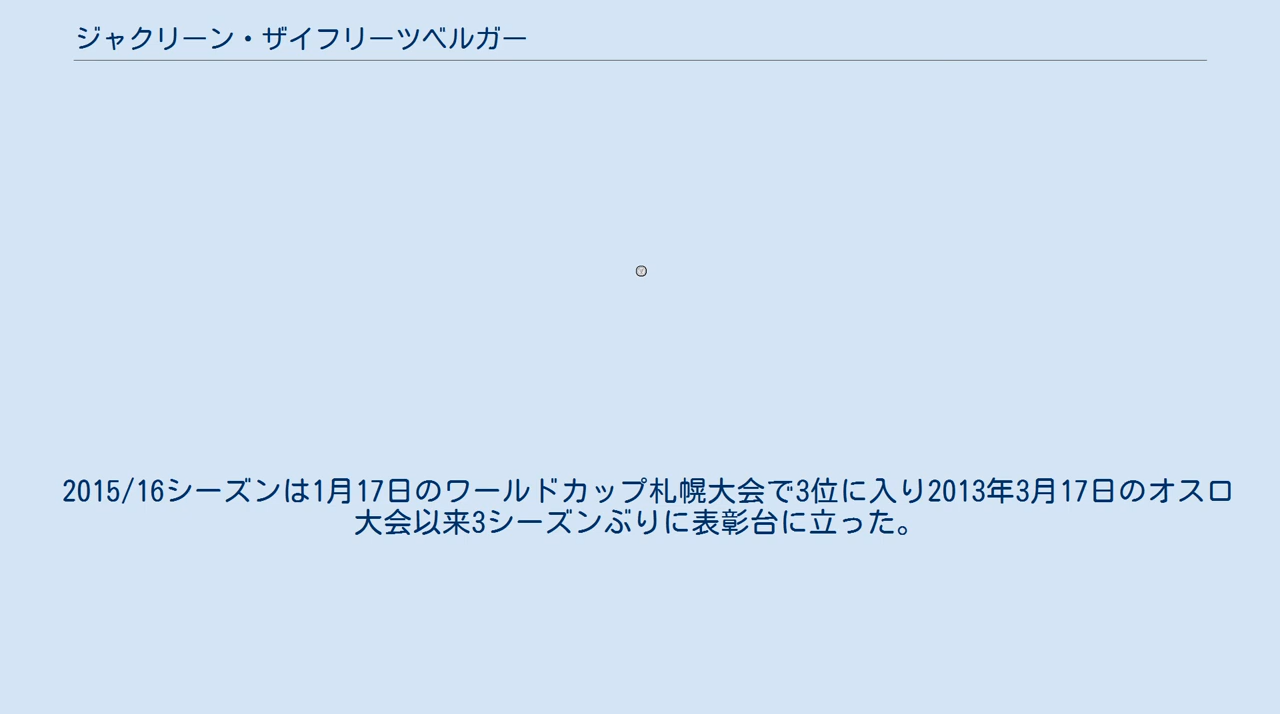 ジャクリーン・ザイフリーツベルガー
2015/16シーズンは1月17日のワールドカップ札幌大会で3位に入り2013年3月17日のオスロ
大会以来3シーズンぶりに表彰台に立った。